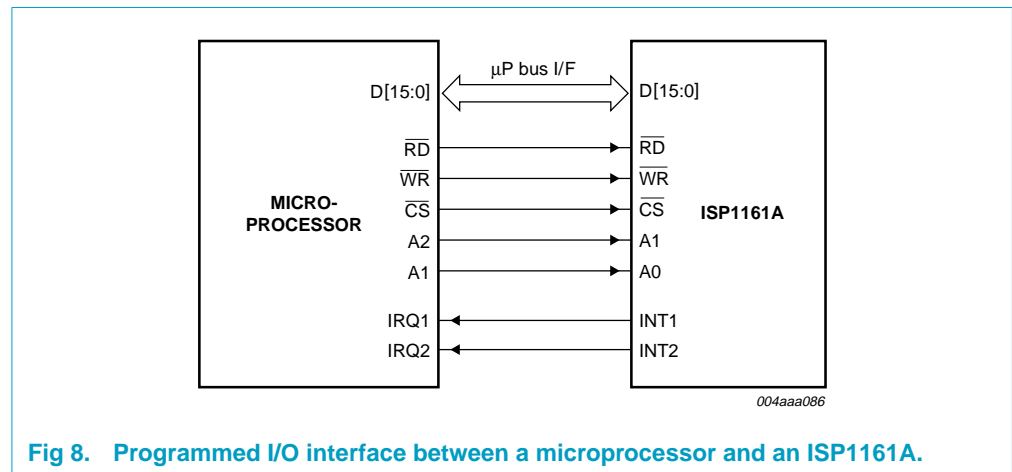 µP bus I/F
D[15:0] D[15:0]
RD RD
WR WR
MICRO-
PROCESSOR
CS CS
ISP1161A
A2 A1
A1 A0
IRQ1 INT1
IRQ2 INT2
004aaa086
Fig 8. Programmed I/O interface between a microprocessor and an ISP1161A.